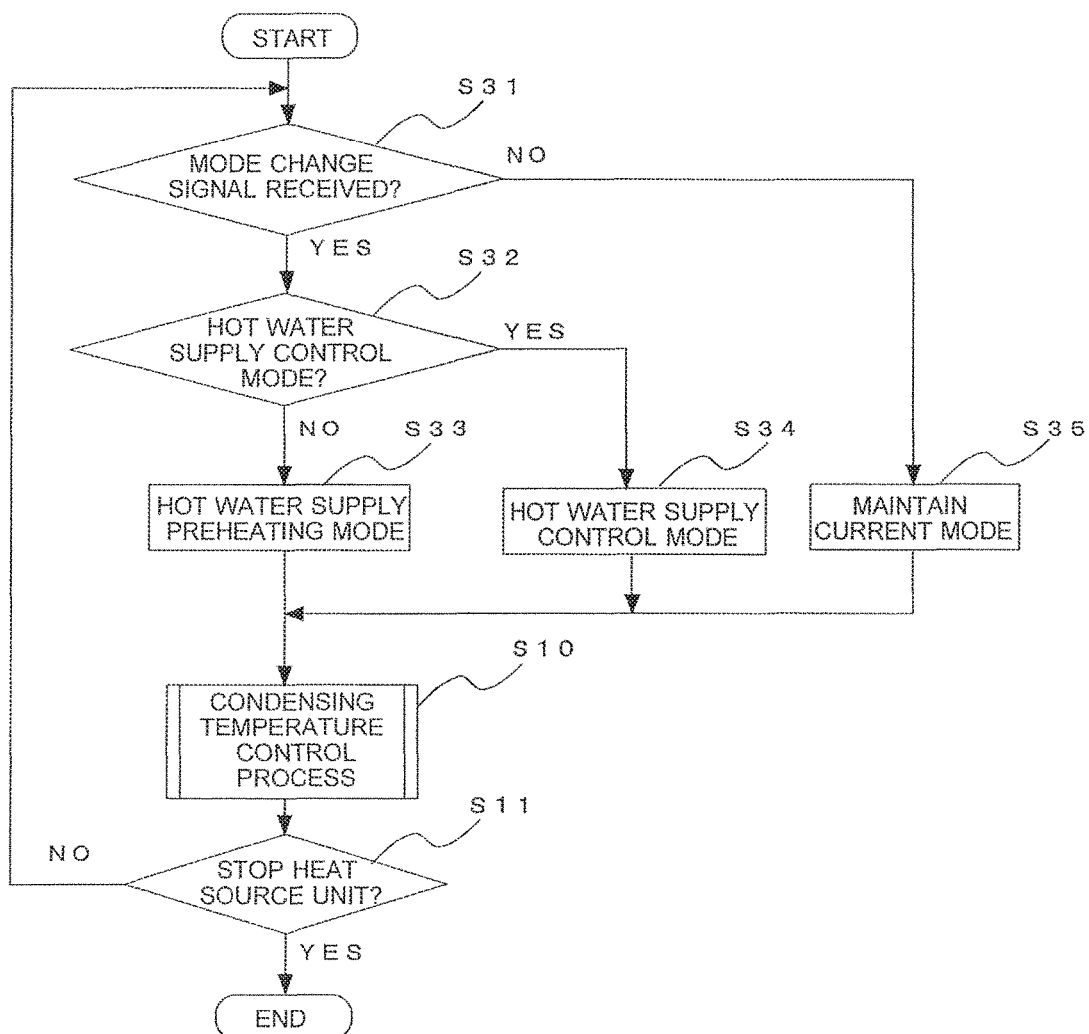 START
S31
MODE CHANGE
SIGNAL RECEIVED?
NO
YES
S32
HOT WATER
SUPPLY CONTROL
MODE?
YES
NO
S33
S34
S35
HOT WATER SUPPLY
PREHEATING MODE
HOT WATER SUPPLY
CONTROL MODE
MAINTAIN
CURRENT MODE
S10
CONDENSING
TEMPERATURE
CONTROL
PROCESS
S11
NO
STOP HEAT
SOURCE UNIT?
YES
END